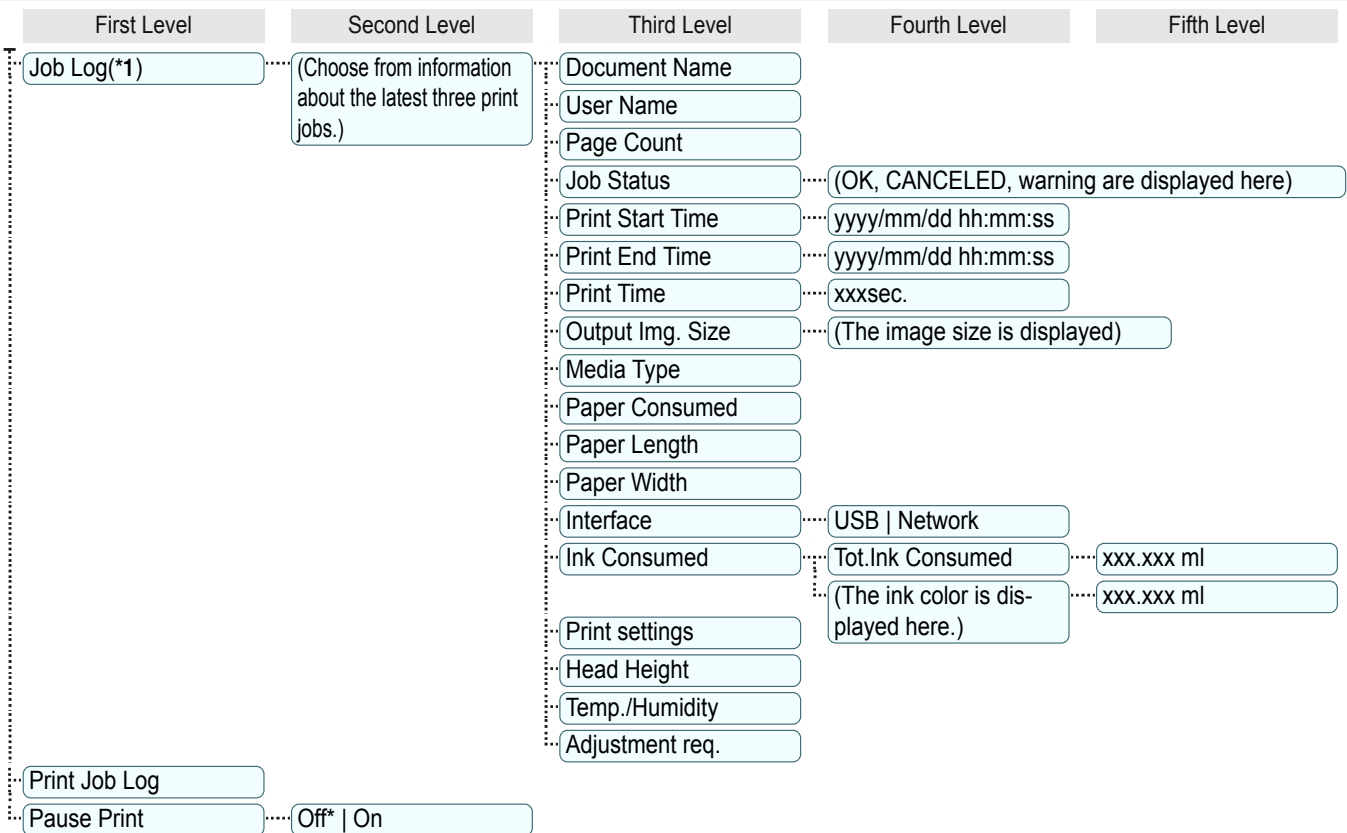 First Level Second Level Third Level Fourth Level Fifth Level
Job Log(*1) (Choose from information Document Name
about the latest three print
jobs.)
User Name
Page Count
Job Status (OK, CANCELED, warning are displayed here)
Print Start Time yyyy/mm/dd hh:mm:ss
Print End Time yyyy/mm/dd hh:mm:ss
Print Time xxxsec.
Output Img. Size (The image size is displayed)
Media Type
Paper Consumed
Paper Length
Paper Width
Interface USB | Network
Ink Consumed Tot.Ink Consumed xxx.xxx ml
(The ink color is dis- xxx.xxx ml
played here.)
Print settings
Head Height
Temp./Humidity
Adjustment req.
Print Job Log
Pause Print Off* | On